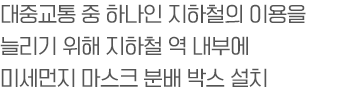 대중교통 중 하나인 지하철의 이용을
늘리기 위해 지하철 역 내부에
미세먼지 마스크 분배 박스 설치